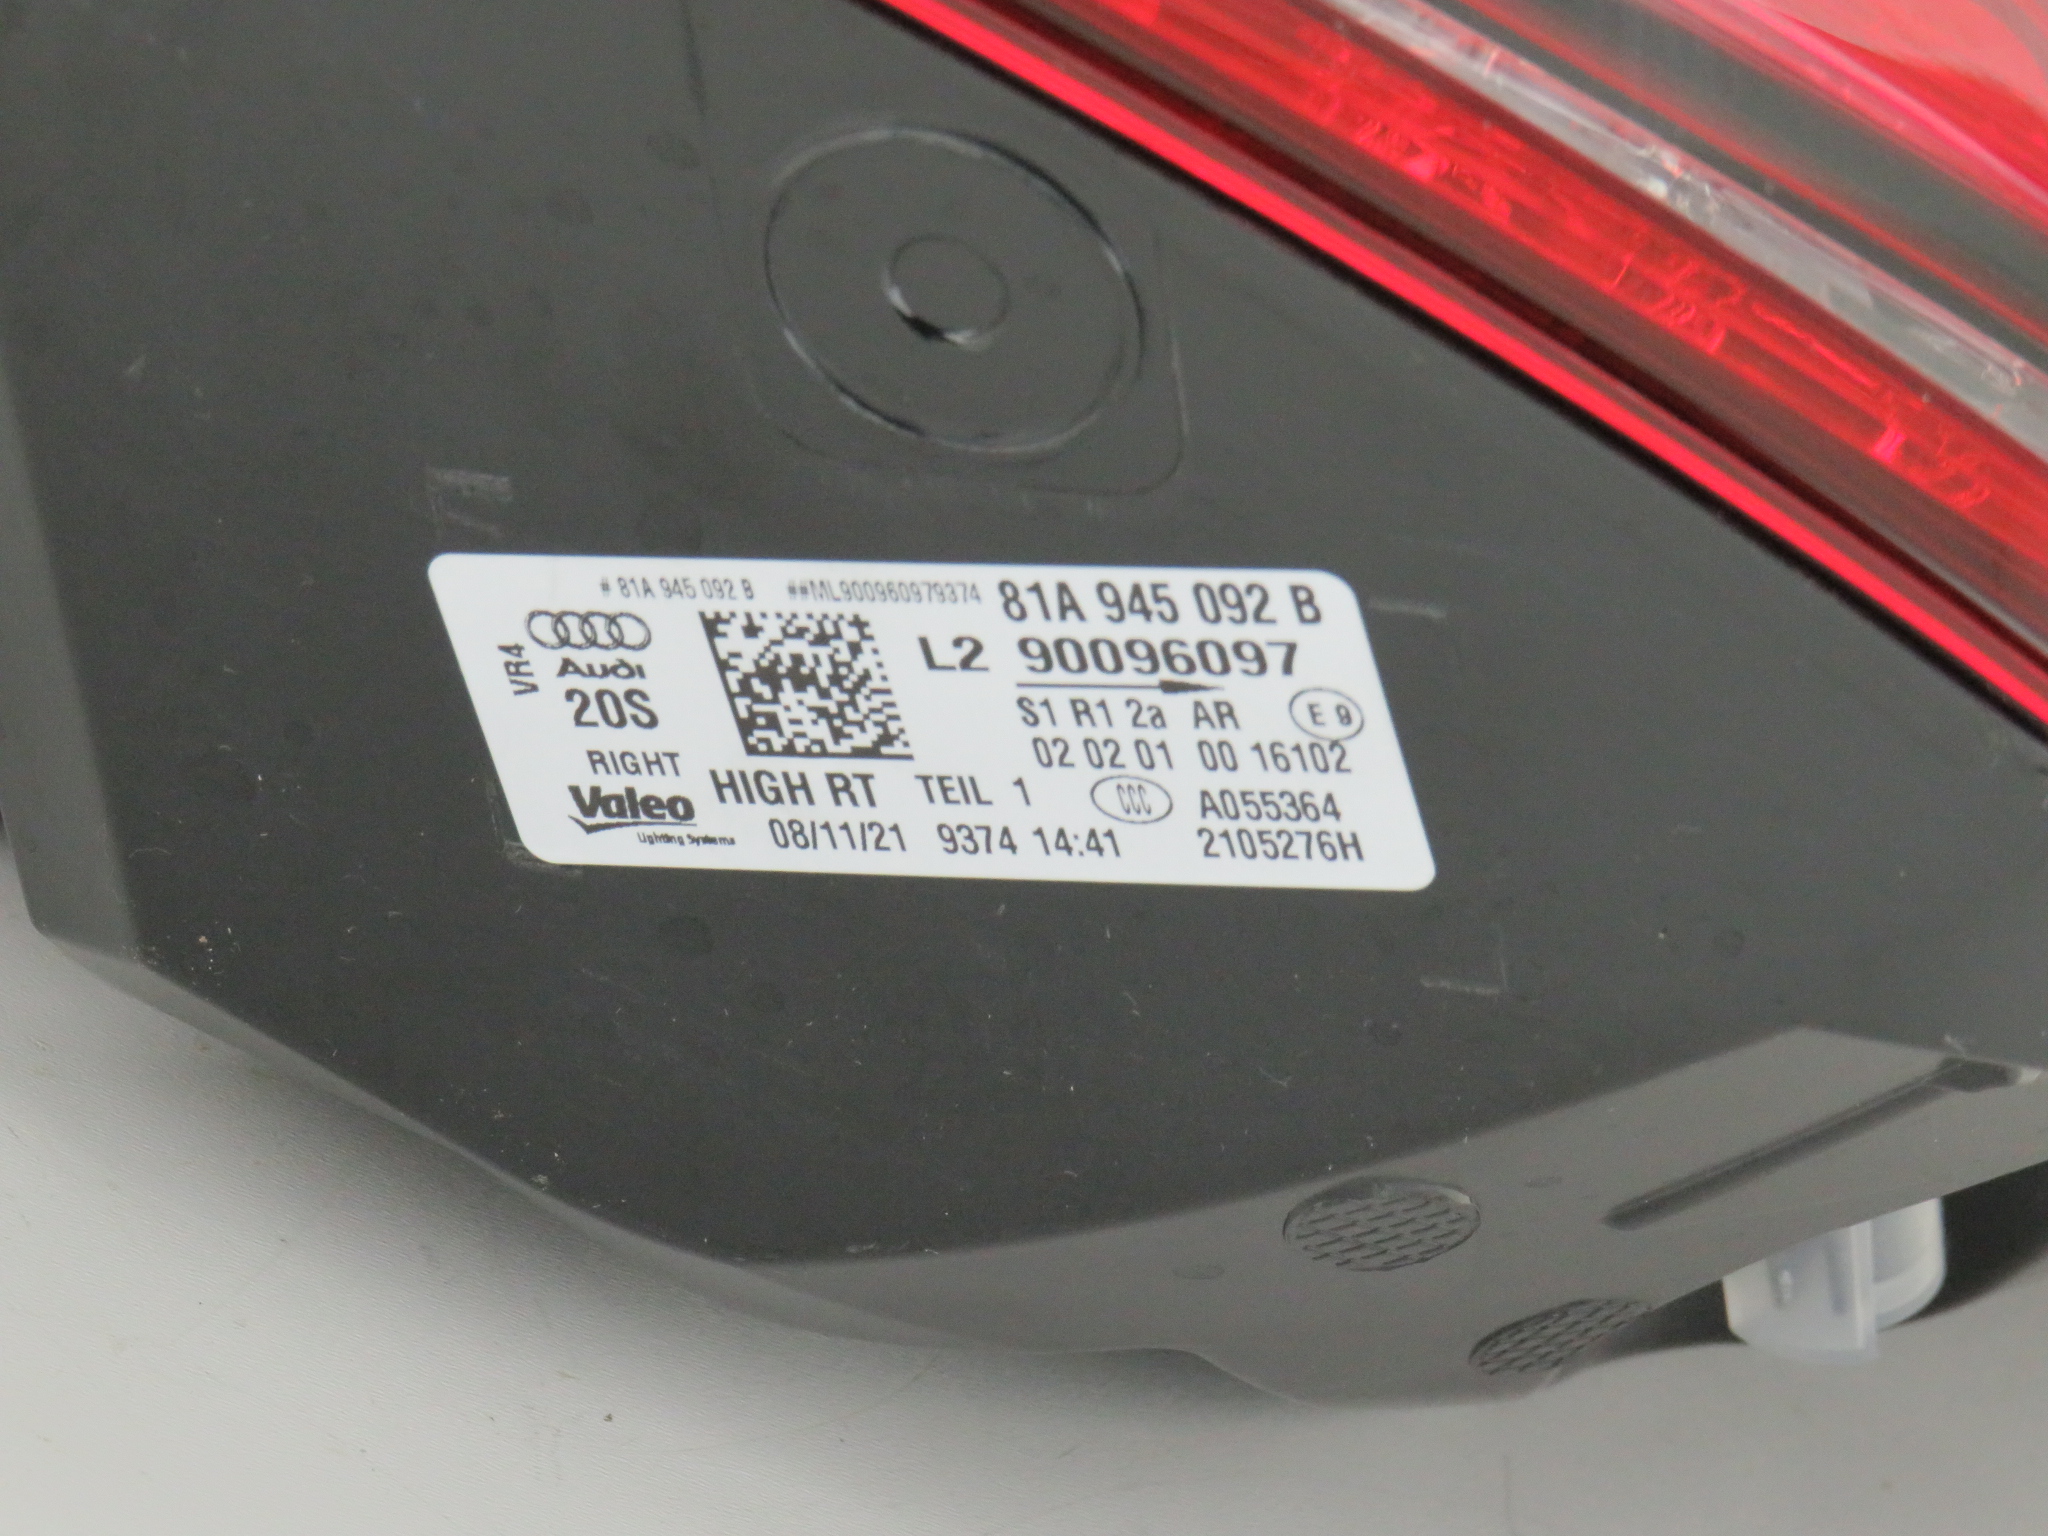 # 81A 945 092 B ##ML900960979374 81A 945 092 B
VR4
Audi
L2 90096097
20S
S1 R1 2a AR E9
02 02 01 00 16102
RIGHT
HIGH RT TEIL 1 CCC A055364
Valeo
Lighting Systems
08/11/21 9374 14:41 2105276H